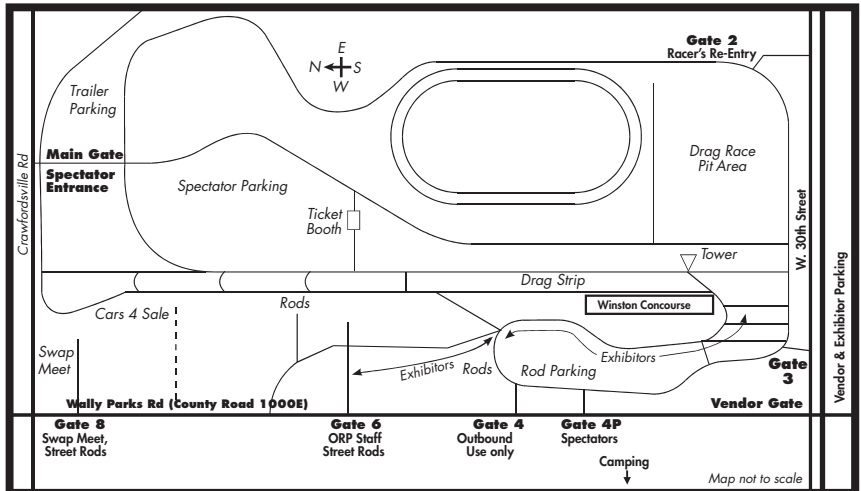 Gate 2
Racer's Re-Entry
E
N S
W
Trailer
Parking
Main Gate
Spectator
Entrance
Crawfordsville Rd
Spectator Parking
Ticket
Booth
Drag Race
Pit Area
Tower
W. 30th Street
Vendor & Exhibitor Parking
Drag Strip
Winston Concourse
Cars 4 Sale
Rods
Swap
Meet
Exhibitors
Rods
Rod Parking
Exhibitors
Gate
3
Wally Parks Rd (County Road 1000E)
Vendor Gate
Gate 8
Swap Meet,
Street Rods
Gate 6
ORP Staff
Street Rods
Gate 4
Outbound
Use only
Gate 4P
Spectators
Camping
Map not to scale